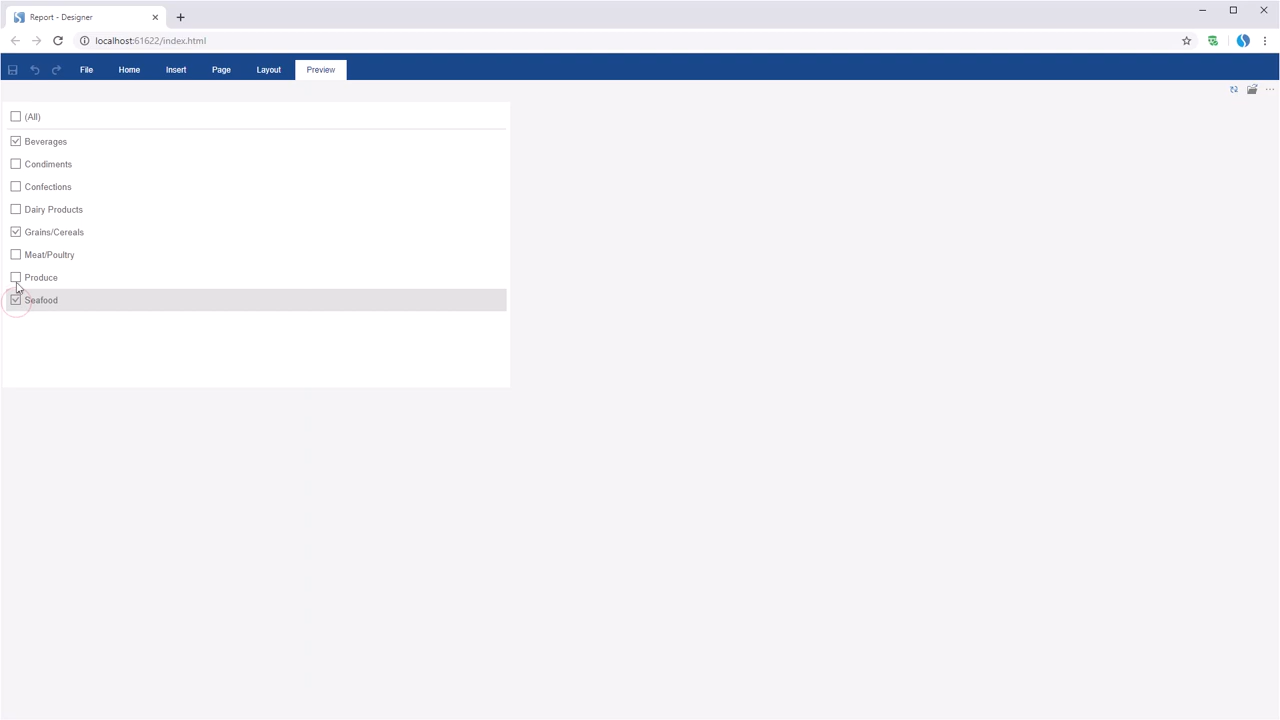 Report - Designer
localhost:61622/index.html
File Home Insert Page Layout Preview
(All)
Beverages
Condiments
Confections
Dairy Products
Grains/Cereals
Meat/Poultry
Produce
Seafood